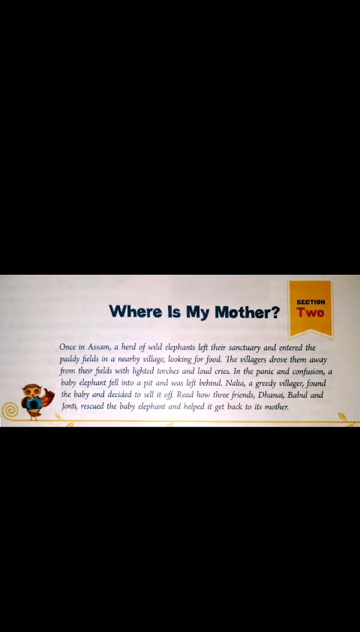 SECTION
Two
Where Is My Mother?
Once in Assam, a herd of wild elephants left their sanctuary and entered the
paddy fields in a nearby village, looking for food. The villagers drove them away
from their fields with lighted torches and loud cries. In the panic and confusion, a
baby elephant fell into a pit and was left behind. Nalia, a greedy villager, found
the baby and decided to sell it off. Read how three friends, Dhanai, Babul and
Jonti, rescued the baby elephant and helped it get back to its mother.